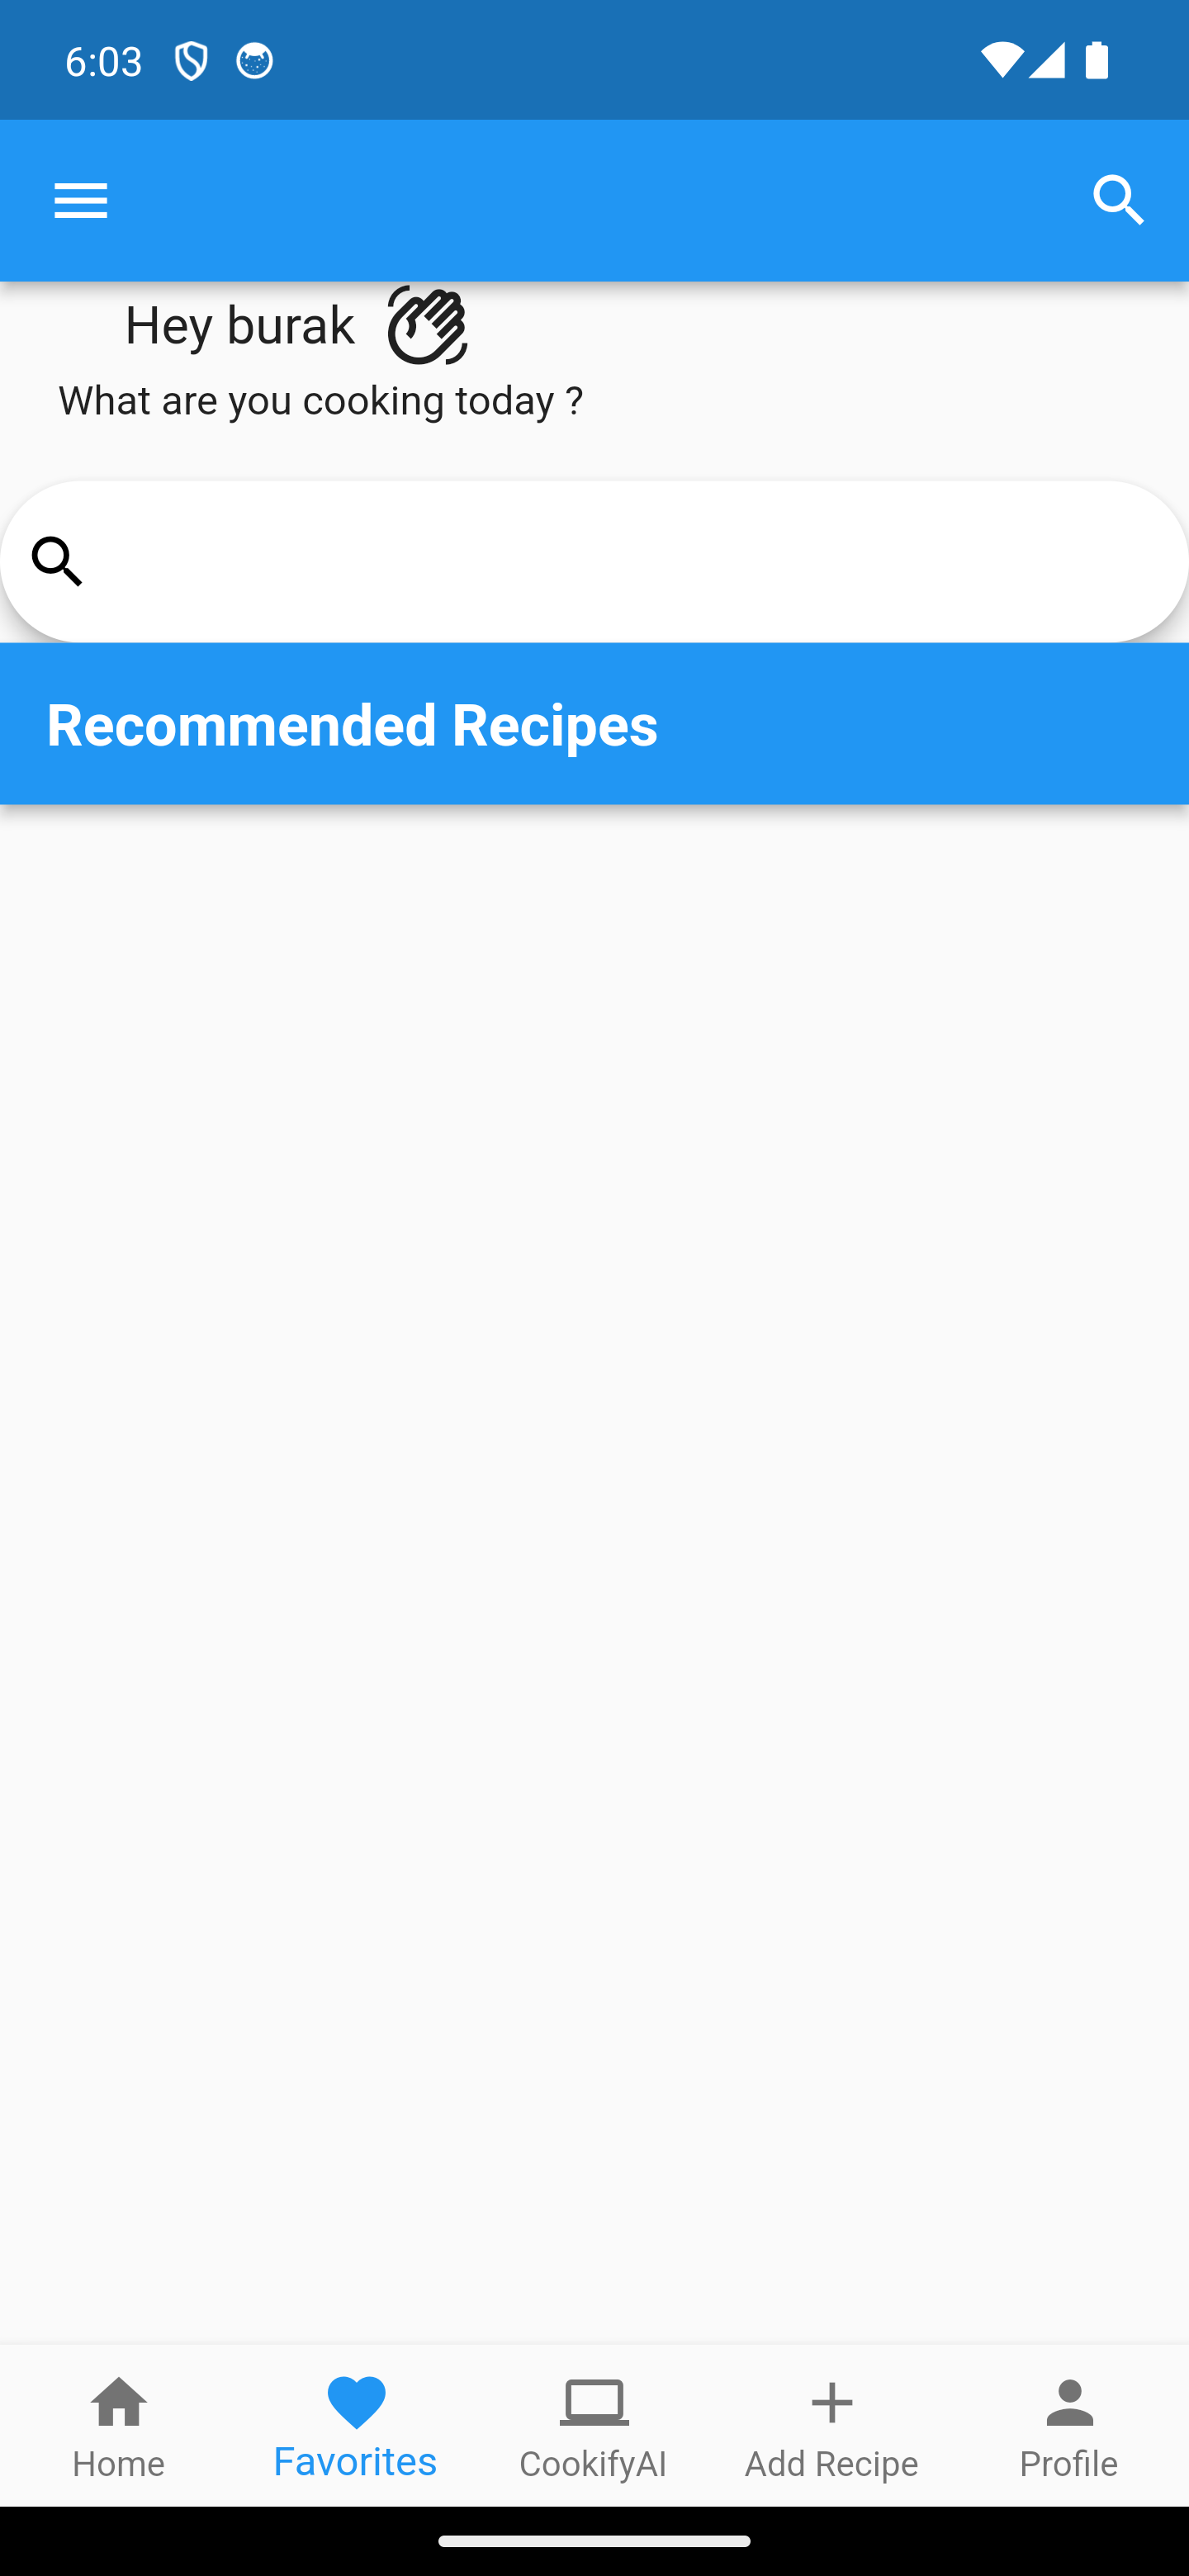 6:03
Hey burak
What are you cooking today ?
Recommended Recipes
Home
Favorites
CookifyAI
Add Recipe
Profile